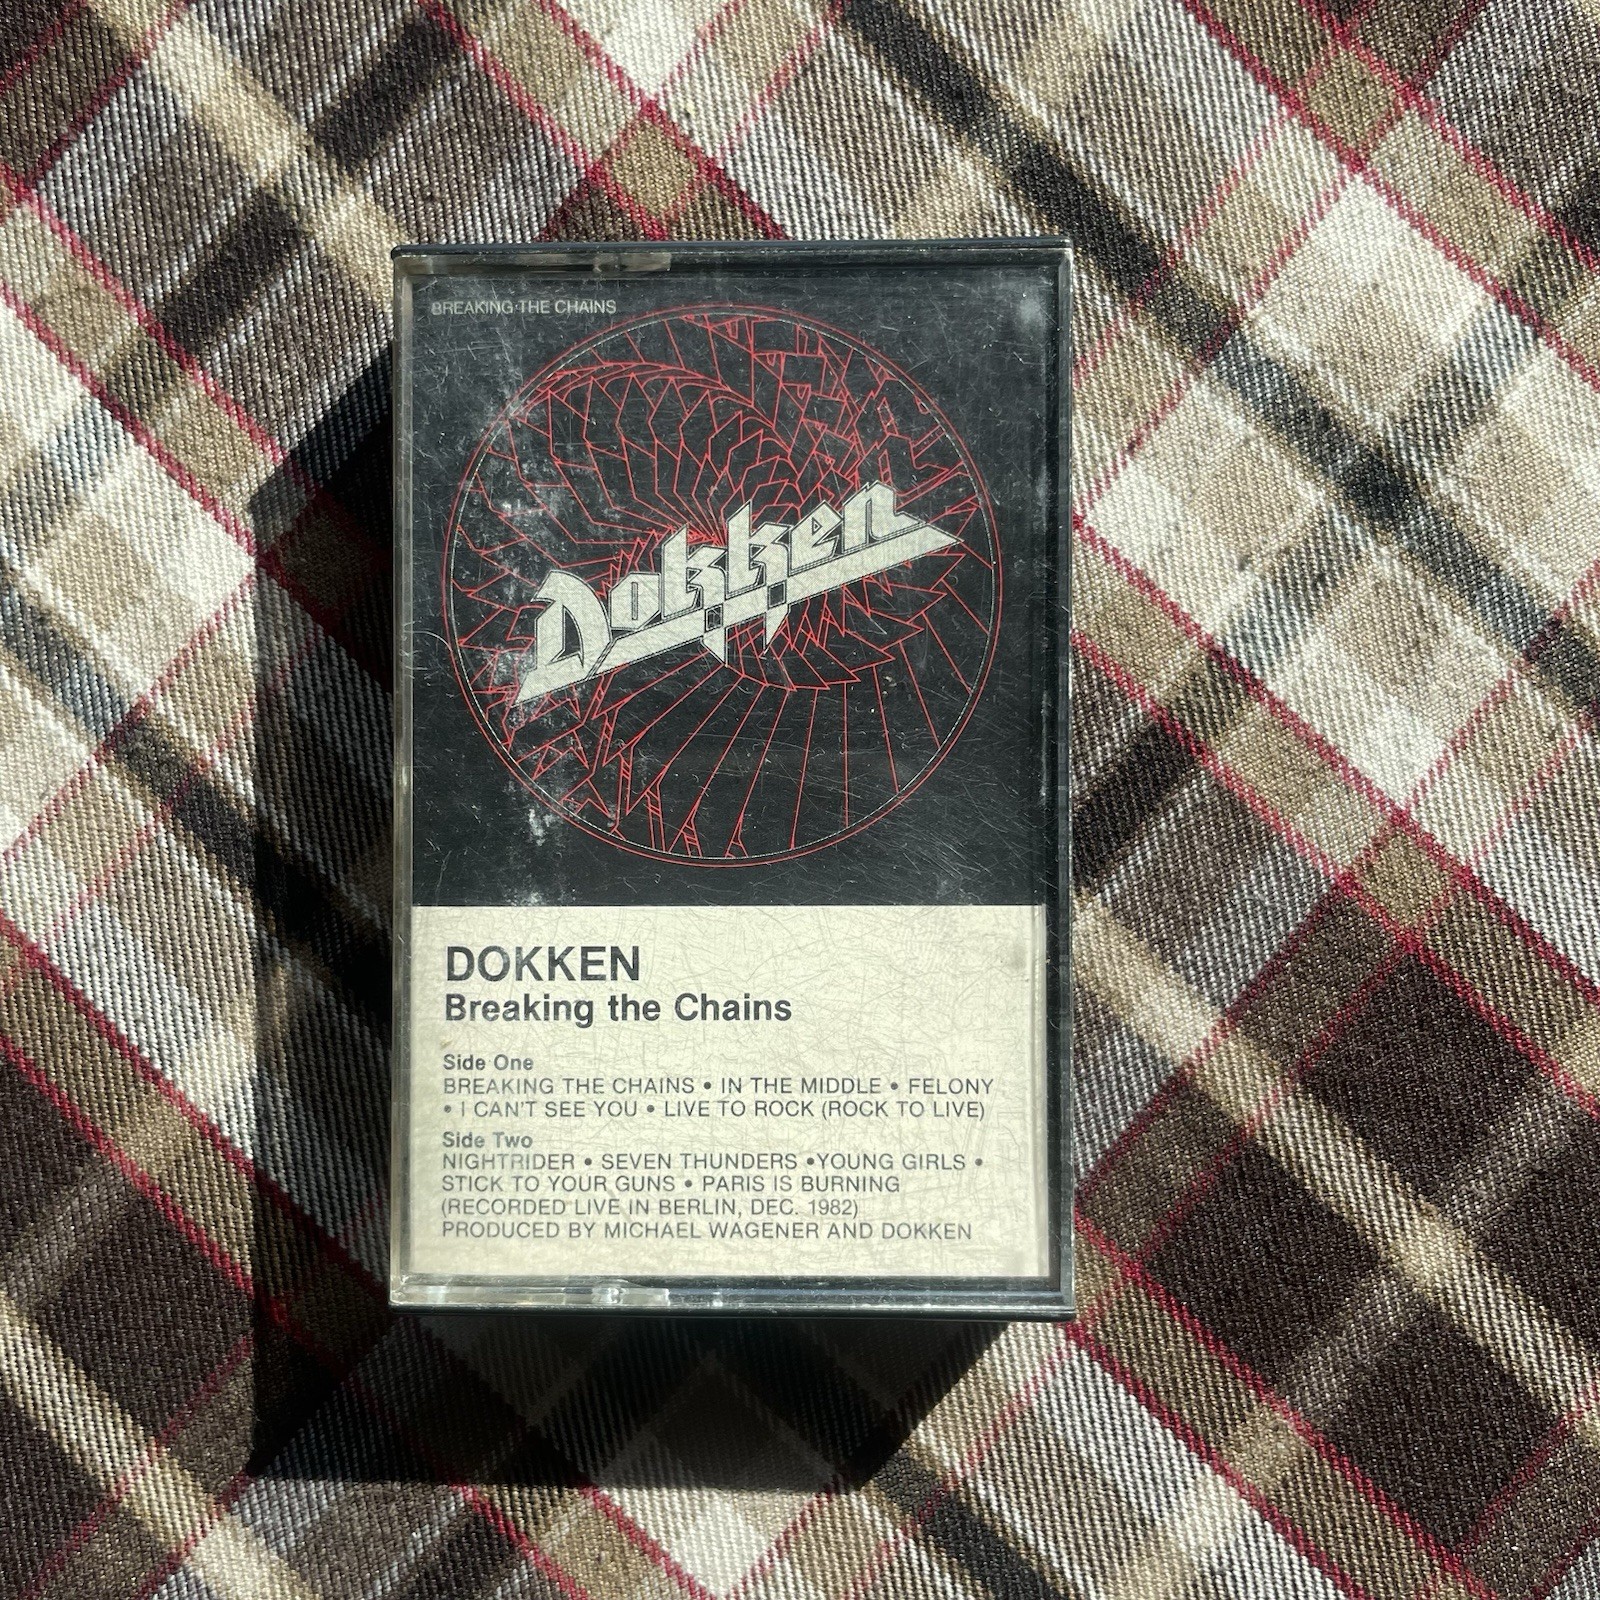 BREAKING THE CHAINS
Dokken
DOKKEN
Breaking the Chains
Side One
BREAKING THE CHAINS • IN THE MIDDLE • FELONY
• I CAN'T SEE YOU • LIVE TO ROCK (ROCK TO LIVE)
Side Two
NIGHTRIDER • SEVEN THUNDERS •YOUNG GIRLS •
STICK TO YOUR GUNS • PARIS IS BURNING
(RECORDED LIVE IN BERLIN, DEC. 1982)
PRODUCED BY MICHAEL WAGENER AND DOKKEN